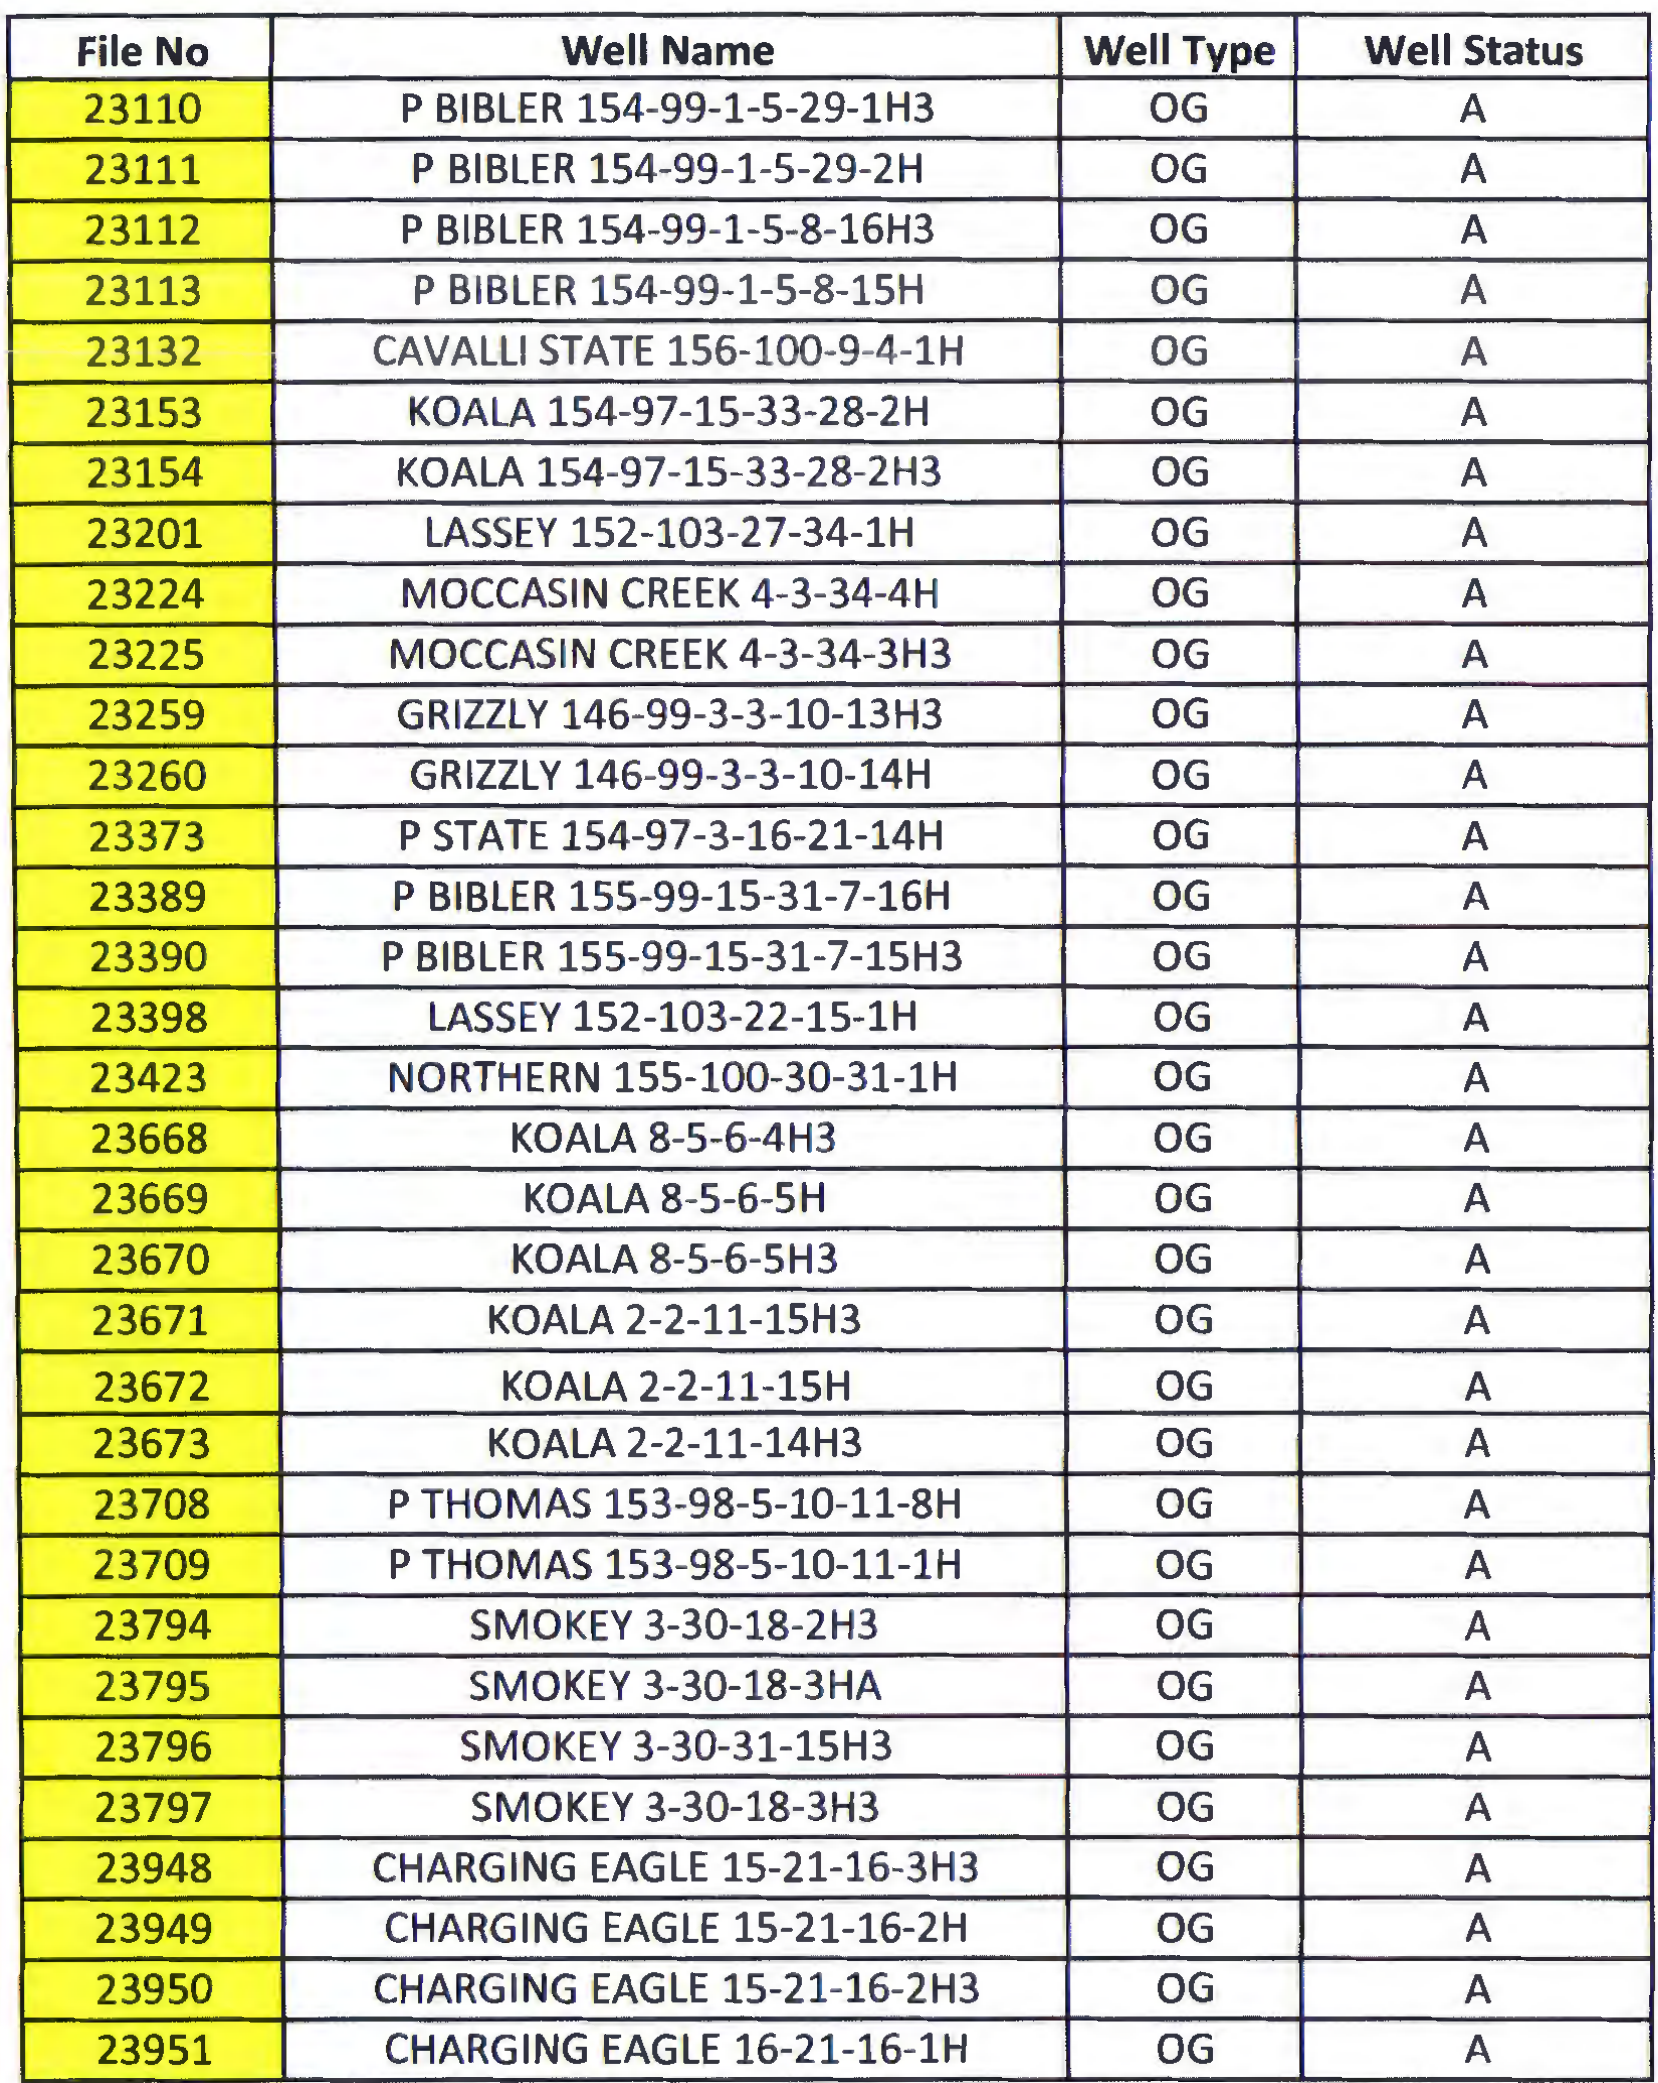 File No Well Name Well Type Well Status
23110 P BIBLER 154-99-1-5-29-1H3 OG A
23111 P BIBLER 154-99-1-5-29-2H OG A
23112 P BIBLER 154-99-1-5-8-16H3 OG A
23113 P BIBLER 154-99-1-5-8-15H OG A
23132 CAVALLI STATE 156-100-9-4-1H OG A
23153 KOALA 154-97-15-33-28-2H OG A
23154 KOALA 154-97-15-33-28-2H3 OG A
23201 LASSEY 152-103-27-34-1H OG A
23224 MOCCASIN CREEK 4-3-34-4H OG A
23225 MOCCASIN CREEK 4-3-34-3H3 OG A
23259 GRIZZLY 146-99-3-3-10-13H3 OG A
23260 GRIZZLY 146-99-3-3-10-14H OG A
23373 P STATE 154-97-3-16-21-14H OG A
23389 P BIBLER 155-99-15-31-7-16H OG A
23390 P BIBLER 155-99-15-31-7-15H3 OG A
23398 LASSEY 152-103-22-15-1H OG A
23423 NORTHERN 155-100-30-31-1H OG A
23668 KOALA 8-5-6-4H3 OG A
23669 KOALA 8-5-6-5H OG A
23670 KOALA 8-5-6-5H3 OG A
23671 KOALA 2-2-11-15H3 OG A
23672 KOALA 2-2-11-15H OG A
23673 KOALA 2-2-11-14H3 OG A
23708 P THOMAS 153-98-5-10-11-8H OG A
23709 P THOMAS 153-98-5-10-11-1H OG A
23794 SMOKEY 3-30-18-2H3 OG A
23795 SMOKEY 3-30-18-3HA OG A
23796 SMOKEY 3-30-31-15H3 OG A
23797 SMOKEY 3-30-18-3H3 OG A
23948 CHARGING EAGLE 15-21-16-3H3 OG A
23949 CHARGING EAGLE 15-21-16-2H OG A
23950 CHARGING EAGLE 15-21-16-2H3 OG A
23951 CHARGING EAGLE 16-21-16-1H OG A